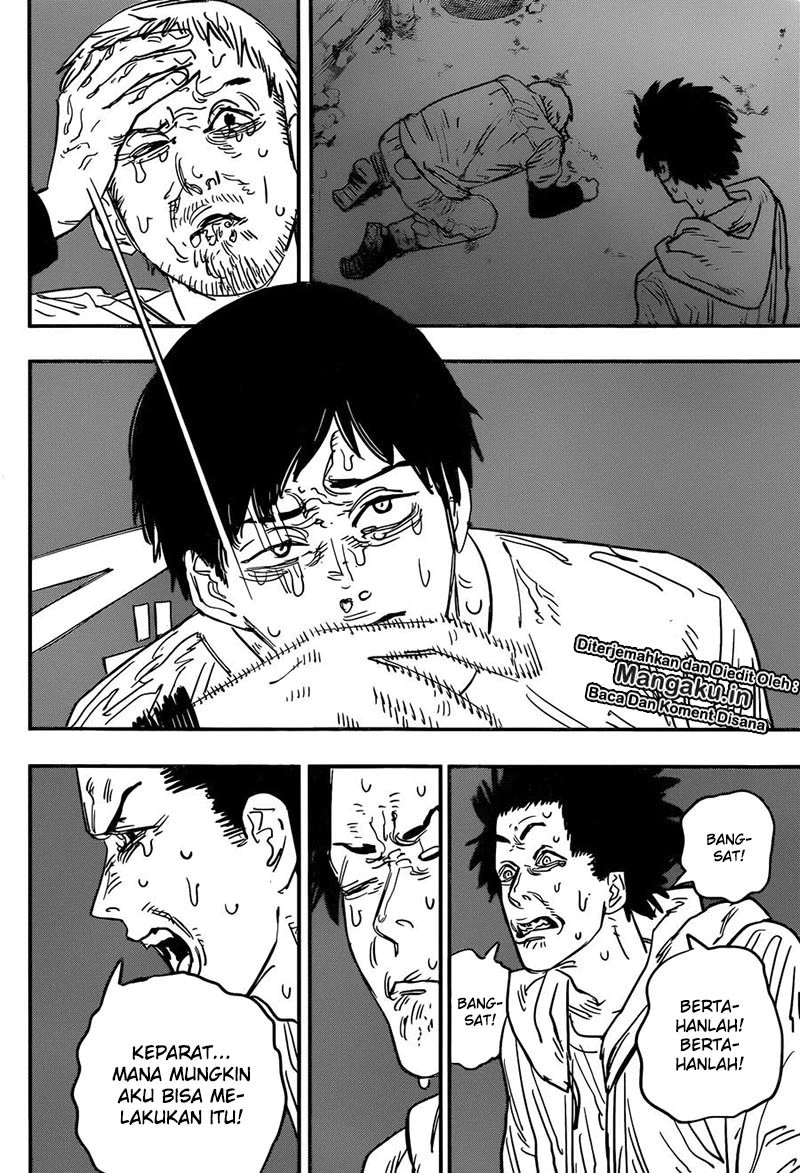 Diterjemahkan dan Diedit Oleh :
Mangaku.in
Baca Dan Koment Disana
BANG-
SAT!
BERTA-
HANLAH!
BERTA-
HANLAH!
BANG-
SAT!
KEPARAT...
MANA MUNGKIN
AKU BISA ME-
LAKUKAN ITU!